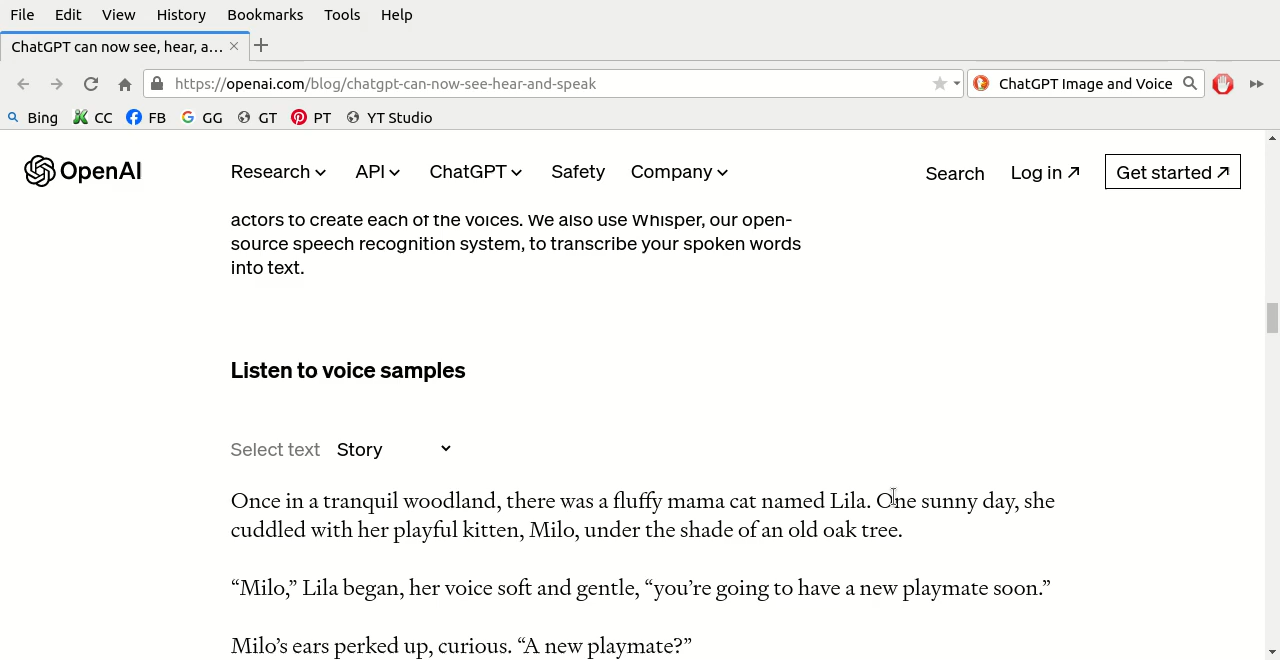 File Edit View History Bookmarks Tools Help
ChatGPT can now see, hear, a...
https://openai.com/blog/chatgpt-can-now-see-hear-and-speak ChatGPT Image and Voice
Bing CC FB GG GT PT YT Studio
OpenAI Research API ChatGPT Safety Company Search Log in ↗ Get started ↗
actors to create each of the voices. We also use Whisper, our open-
source speech recognition system, to transcribe your spoken words
into text.
Listen to voice samples
Select text Story
Once in a tranquil woodland, there was a fluffy mama cat named Lila. One sunny day, she
cuddled with her playful kitten, Milo, under the shade of an old oak tree.
“Milo,” Lila began, her voice soft and gentle, “you’re going to have a new playmate soon.”
Milo’s ears perked up, curious. “A new playmate?”